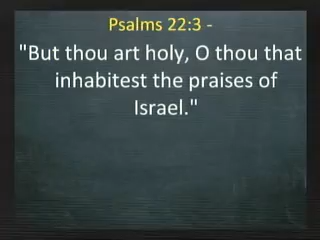 Psalms 22:3 -
"But thou art holy, O thou that
inhabitest the praises of
Israel."